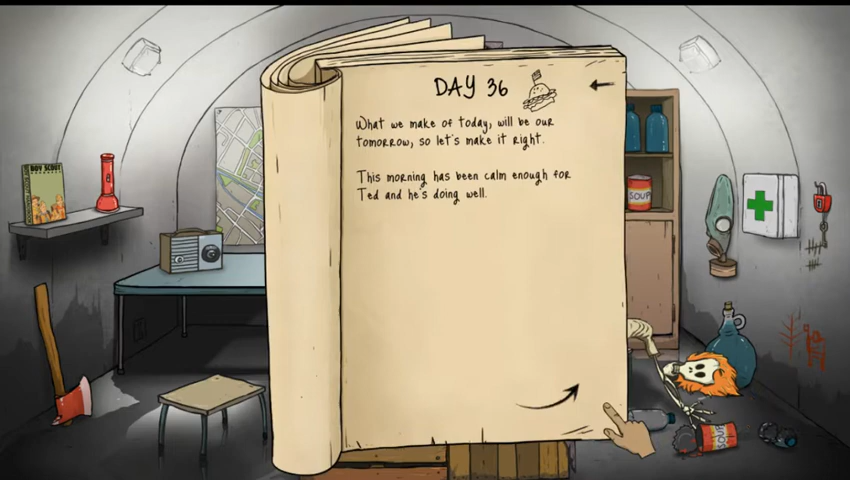 DAY 36
What we make of today, will be our
tomorrow, so let's make it right.
This morning has been calm enough for
Ted and he's doing well.
BOY SCOUT
SOUP
SOUP